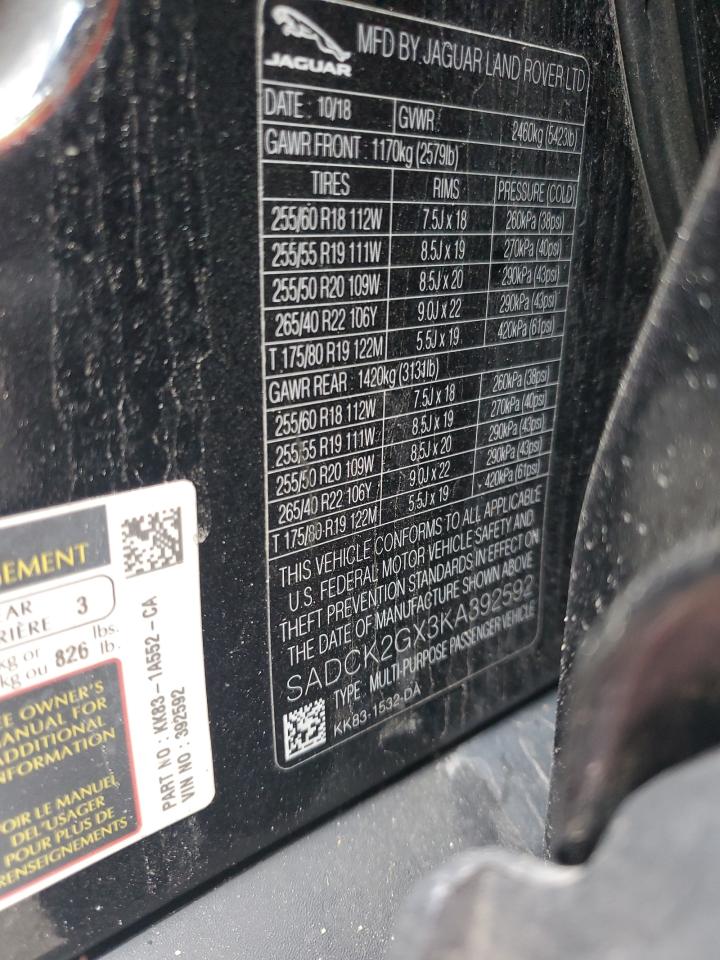 JAGUAR
MFD BY JAGUAR LAND ROVER LTD
DATE : 10/18 GVWR 2460kg (5423lb)
GAWR FRONT : 1170kg (2579lb)
TIRES RIMS PRESSURE (COLD)
255/60 R18 112W 7.5J x 18 260kPa (38psi)
255/55 R19 111W 8.5J x 19 270kPa (40psi)
255/50 R20 109W 8.5J x 20 290kPa (43psi)
265/40 R22 106Y 9.0J x 22 290kPa (43psi)
T 175/80 R19 122M 5.5J x 19 420kPa (61psi)
GAWR REAR : 1420kg (3131lb)
255/60 R18 112W 7.5J x 18 260kPa (38psi)
255/55 R19 111W 8.5J x 19 270kPa (40psi)
255/50 R20 109W 8.5J x 20 290kPa (43psi)
265/40 R22 106Y 9.0J x 22 290kPa (43psi)
T 175/80 R19 122M 5.5J x 19 420kPa (61psi)
THIS VEHICLE CONFORMS TO ALL APPLICABLE
U.S. FEDERAL MOTOR VEHICLE SAFETY AND
THEFT PREVENTION STANDARDS IN EFFECT ON
THE DATE OF MANUFACTURE SHOWN ABOVE
SADCK2GX3KA392592
TYPE: MULTI-PURPOSE PASSENGER VEHICLE
KK83-1532-DA
GEMENT
EAR 3
RIÈRE
kg or lbs.
kg ou 826 lb.
EE OWNER'S
MANUAL FOR
ADDITIONAL
INFORMATION
OIR LE MANUEL
DEL'USAGER
POUR PLUS DE
RENSEIGNEMENTS
PART NO : KK83-1A552-CA
VIN NO : 392592